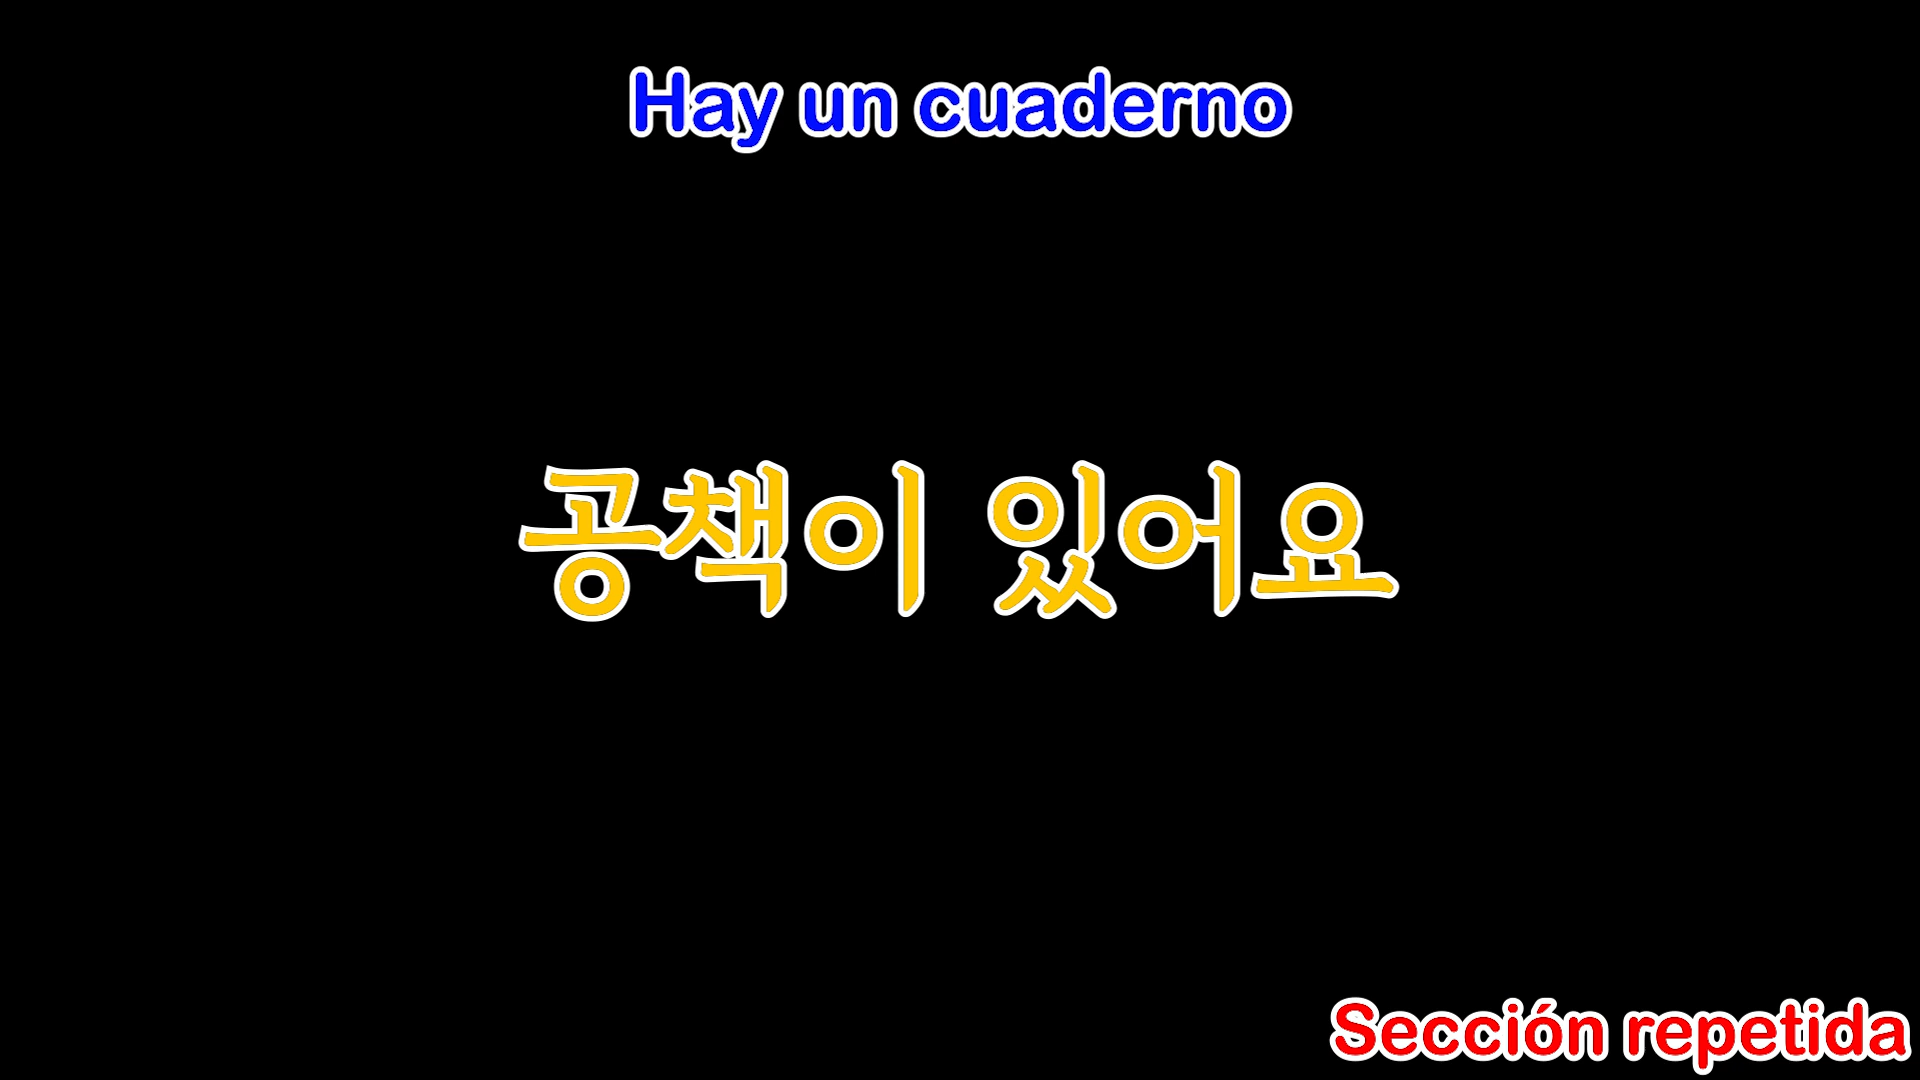 Hay un cuaderno
공책이 있어요
Sección repetida